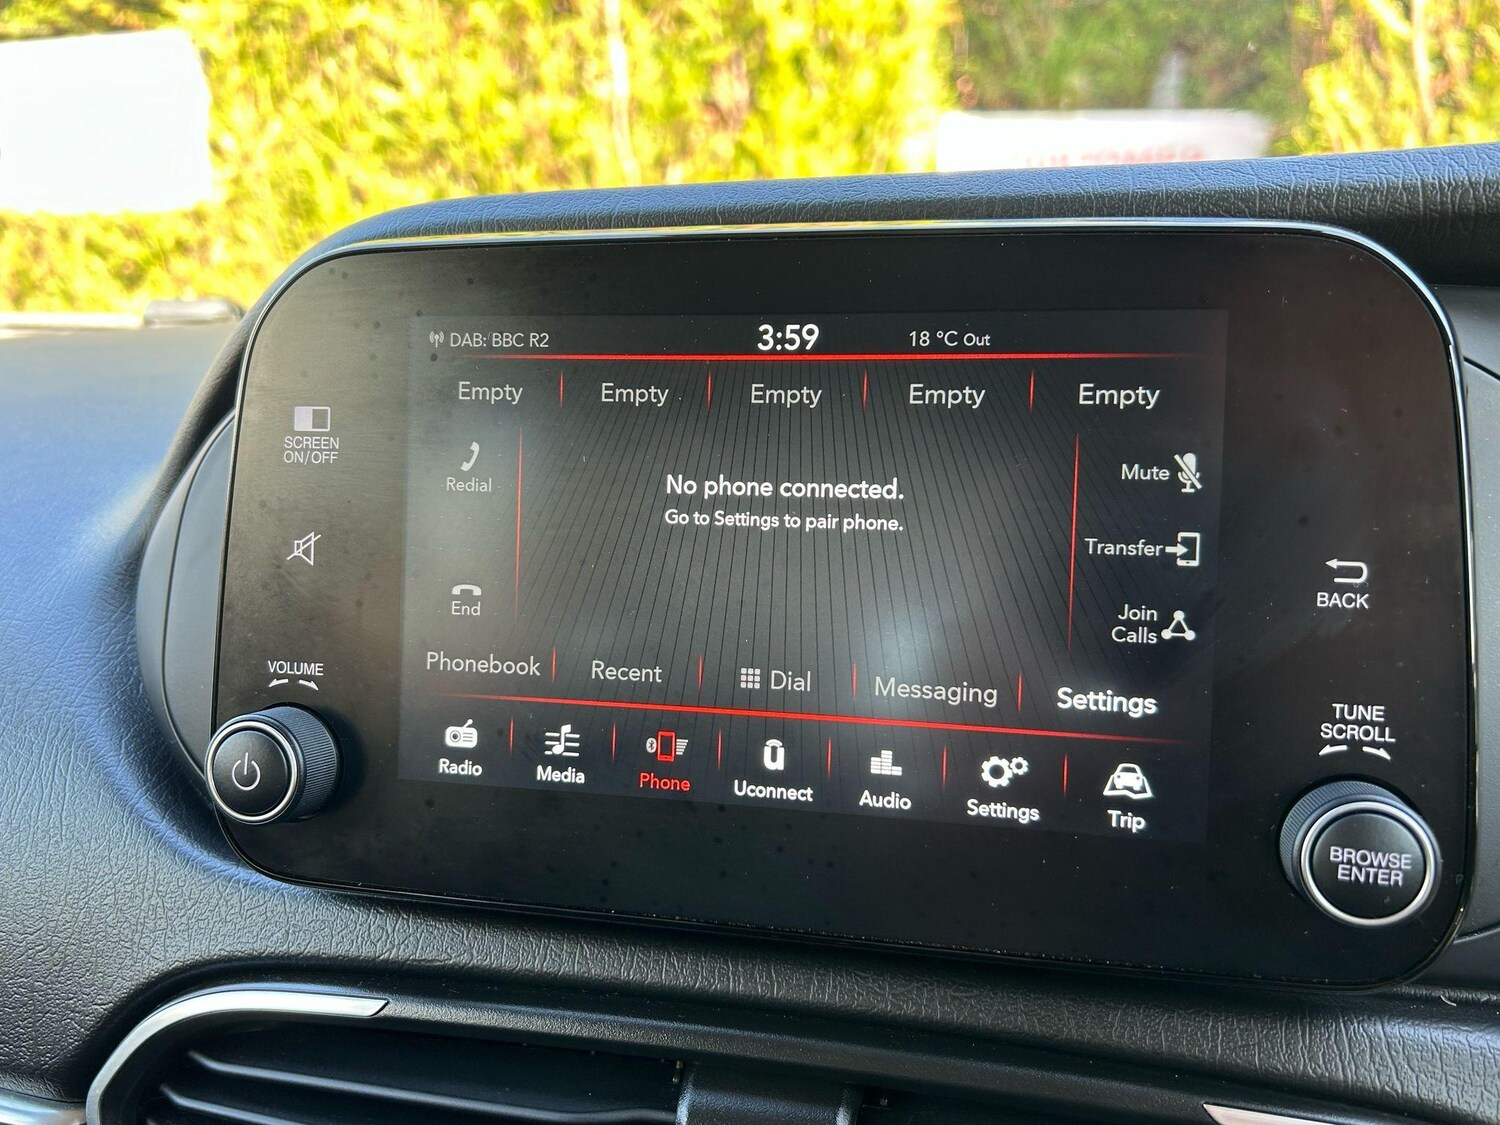 DAB: BBC R2
3:59
18 °C Out
Empty
Empty
Empty
Empty
Empty
SCREEN
ON/OFF
Redial
No phone connected.
Go to Settings to pair phone.
Mute
Transfer
End
Join
Calls
BACK
VOLUME
Phonebook
Recent
Dial
Messaging
Settings
TUNE
SCROLL
Radio
Media
Phone
Uconnect
Audio
Settings
Trip
BROWSE
ENTER